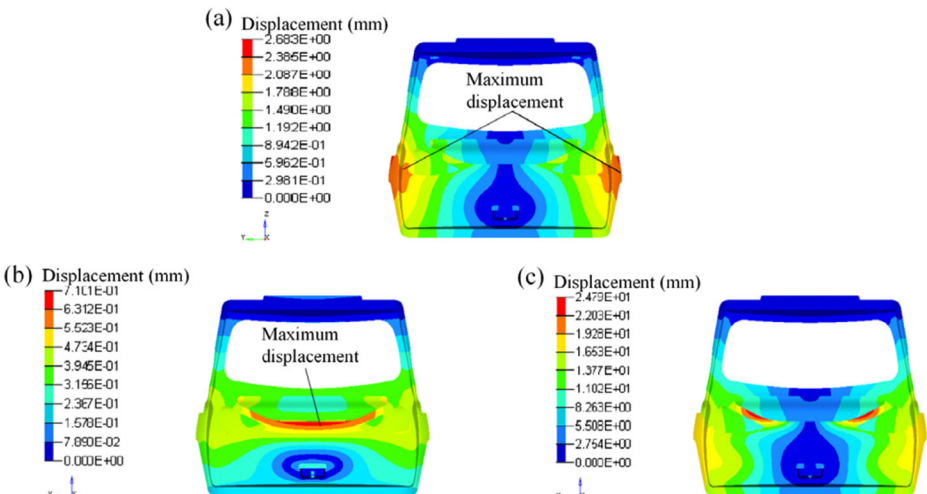 (a) Displacement (mm)
2.683E+00
2.385E+00
2.087E+00
1.788E+00
1.490E+00
1.192E+00
8.942E-01
5.962E-01
2.981E-01
0.000E+00
Maximum
displacement
Z
Y X
(b) Displacement (mm)
7.101E-01
6.312E-01
5.523E-01
4.734E-01
3.945E-01
3.156E-01
2.367E-01
1.578E-01
7.890E-02
0.000E+00
Maximum
displacement
(c) Displacement (mm)
2.479E+01
2.203E+01
1.928E+01
1.653E+01
1.377E+01
1.102E+01
8.263E+00
5.508E+00
2.754E+00
0.000E+00